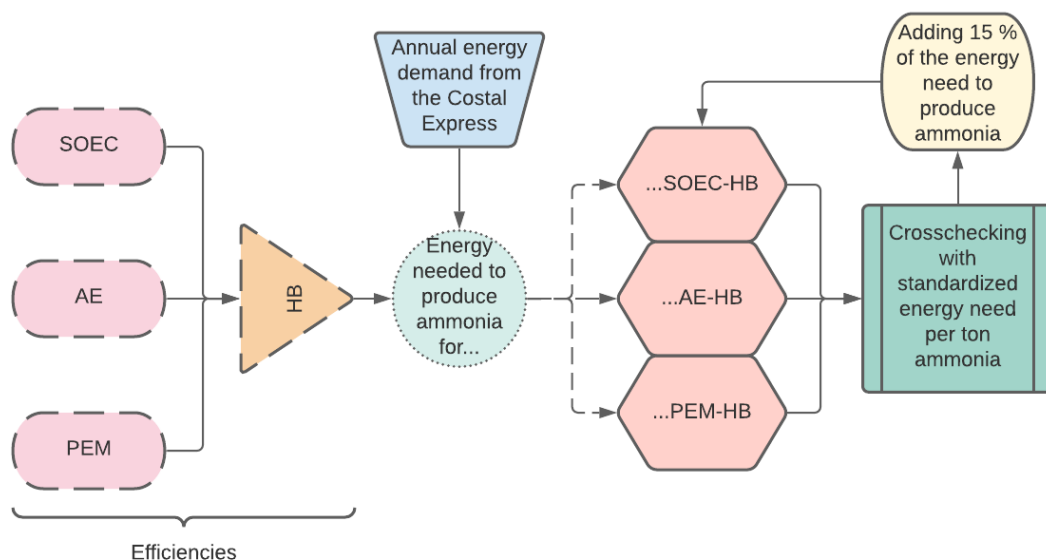 SOEC
AE
PEM
Efficiencies
HB
Annual energy
demand from
the Costal
Express
Energy
needed to
produce
ammonia
for...
...SOEC-HB
...AE-HB
...PEM-HB
Crosschecking
with
standardized
energy need
per ton
ammonia
Adding 15 %
of the energy
need to
produce
ammonia